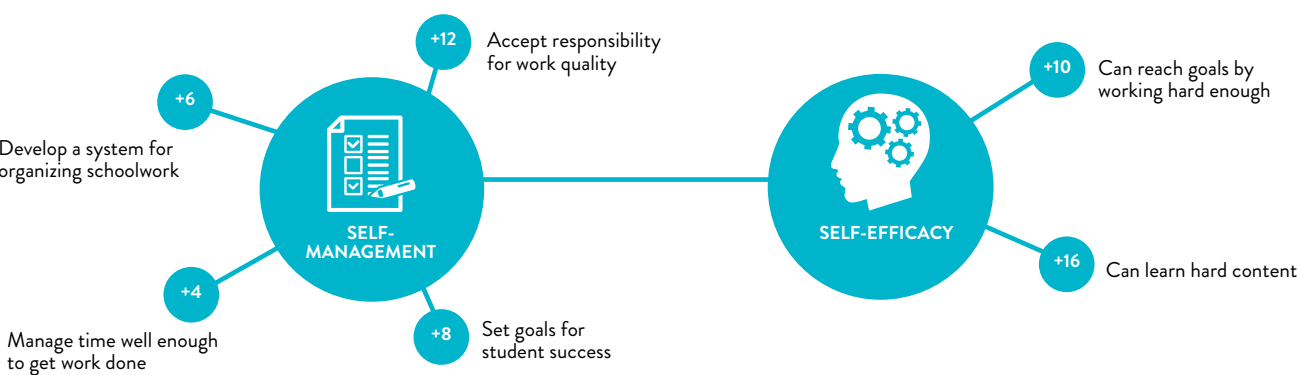 +12
Accept responsibility
for work quality
+6
Develop a system for
organizing schoolwork
SELF-
MANAGEMENT
+4
Manage time well enough
to get work done
+8
Set goals for
student success
SELF-EFFICACY
+10
Can reach goals by
working hard enough
+16
Can learn hard content